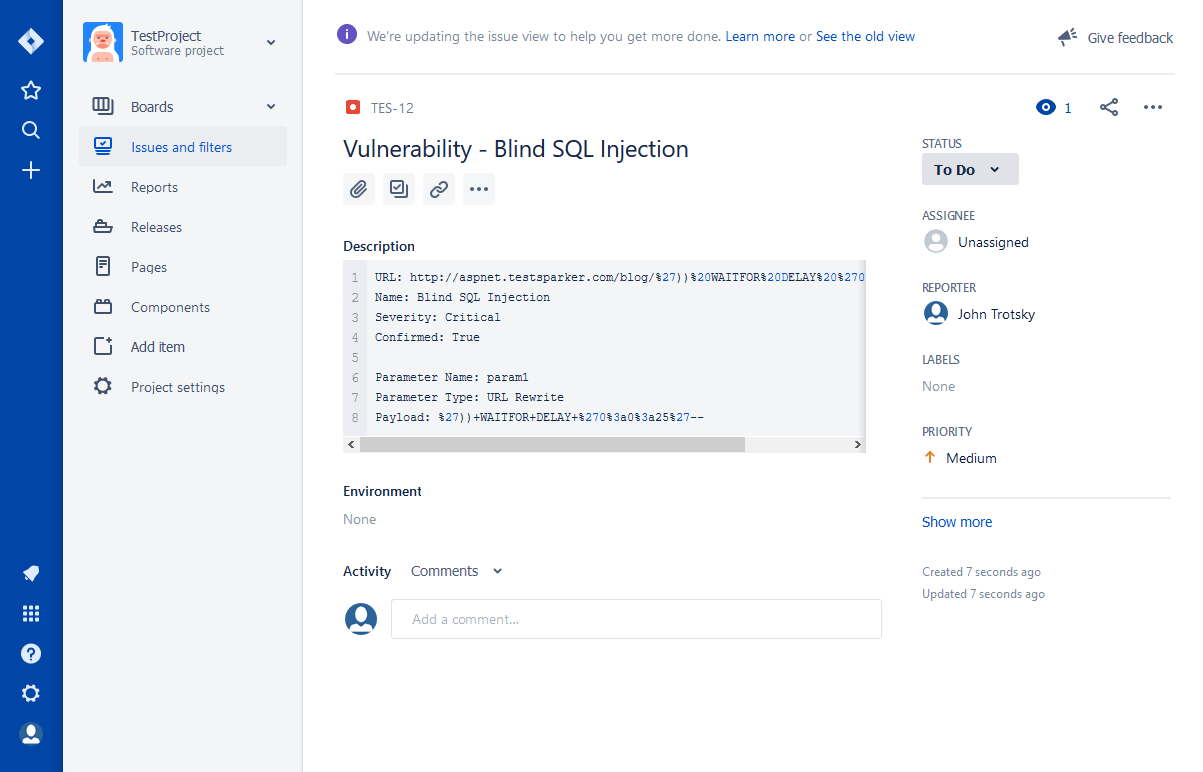 TestProject
Software project
Boards
Issues and filters
Reports
Releases
Pages
Components
Add item
Project settings
We're updating the issue view to help you get more done. Learn more or See the old view
Give feedback
TES-12
1
Vulnerability - Blind SQL Injection
Description
1 URL: http://aspnet.testsparker.com/blog/%27))%20WAITFOR%20DELAY%20%270
2 Name: Blind SQL Injection
3 Severity: Critical
4 Confirmed: True
5
6 Parameter Name: param1
7 Parameter Type: URL Rewrite
8 Payload: %27))+WAITFOR+DELAY+%270%3a0%3a25%27--
Environment
None
Activity Comments
Add a comment...
STATUS
To Do
ASSIGNEE
Unassigned
REPORTER
John Trotsky
LABELS
None
PRIORITY
Medium
Show more
Created 7 seconds ago
Updated 7 seconds ago